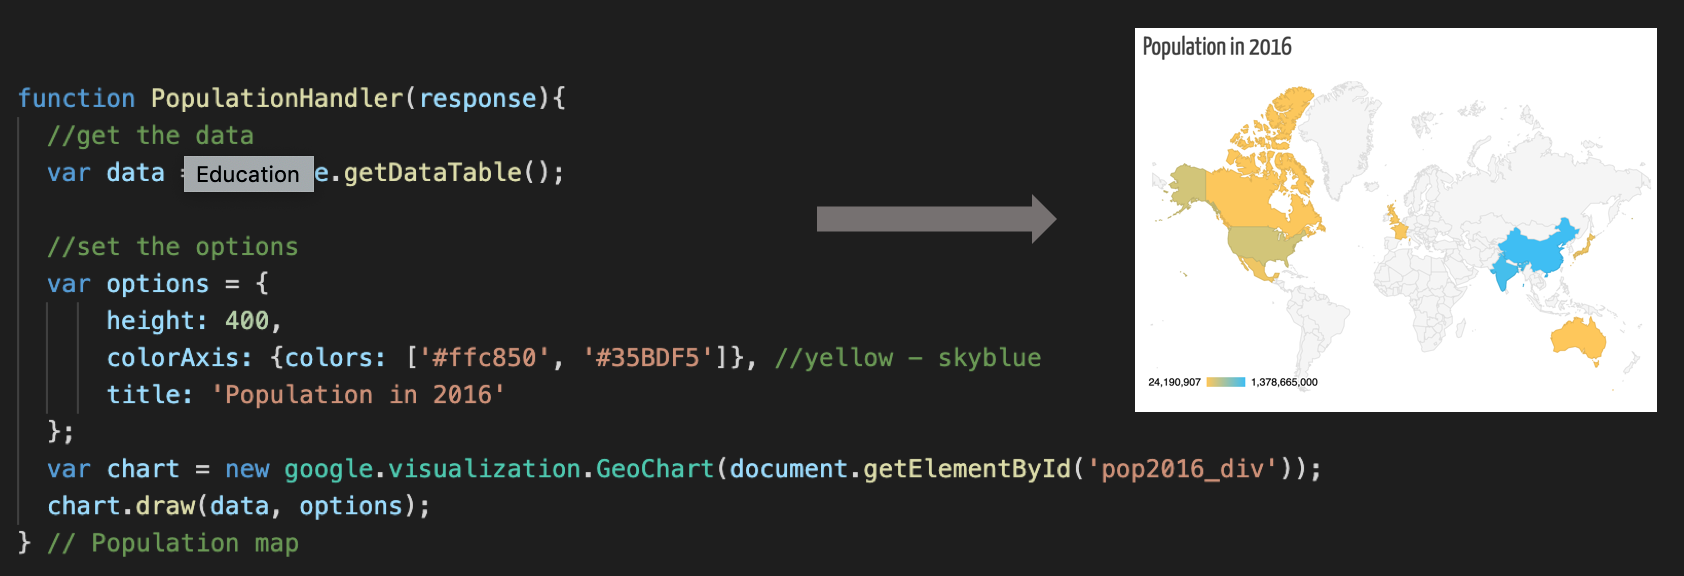 function PopulationHandler(response){
//get the data
var data = Education e.getDataTable();
//set the options
var options = {
height: 400,
colorAxis: {colors: ['#ffc850', '#35BDF5']}, //yellow – skyblue
title: 'Population in 2016'
};
var chart = new google.visualization.GeoChart(document.getElementById('pop2016_div'));
chart.draw(data, options);
} // Population map
Population in 2016
24,190,907 1,378,665,000